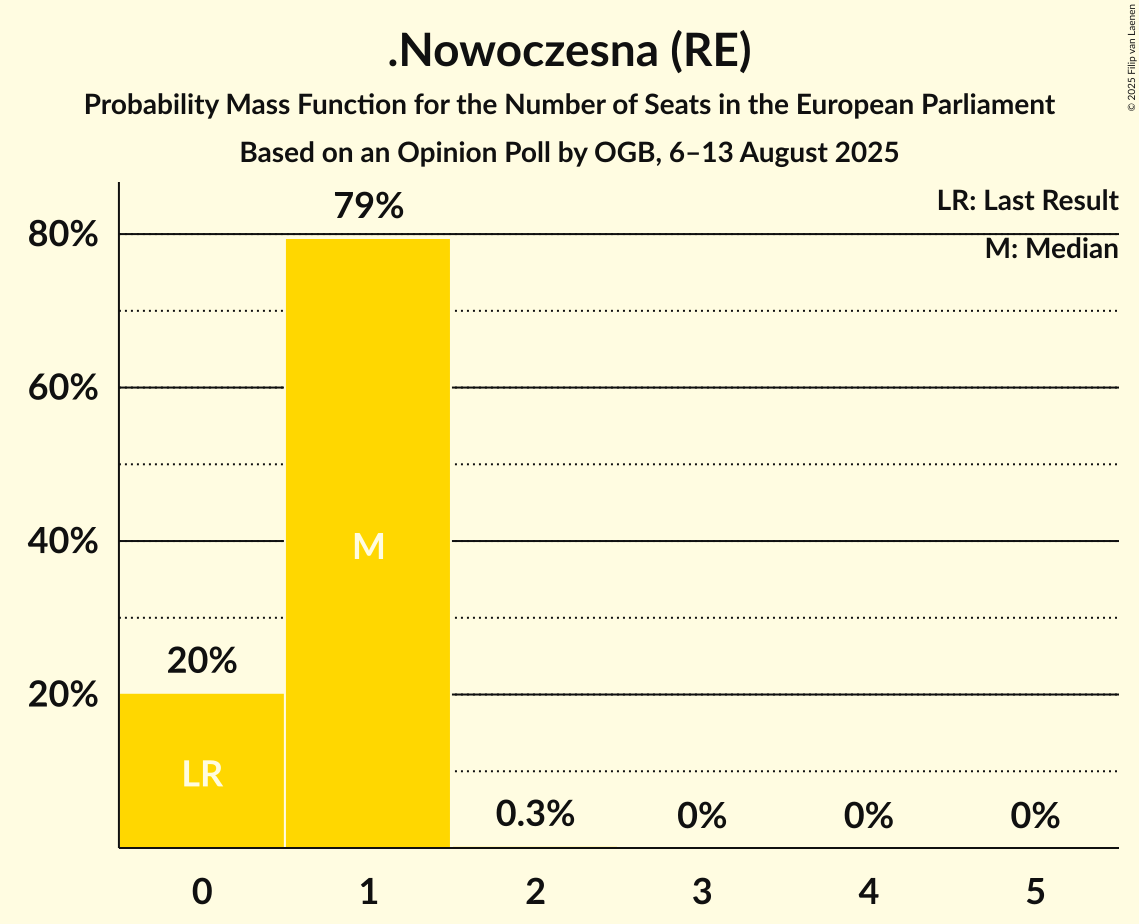 .Nowoczesna (RE)
Probability Mass Function for the Number of Seats in the European Parliament
Based on an Opinion Poll by OGB, 6–13 August 2025
© 2025 Filip van Laenen
LR: Last Result
M: Median
80%
60%
40%
20%
20%
79%
0.3%
0%
0%
0%
LR
M
0
1
2
3
4
5